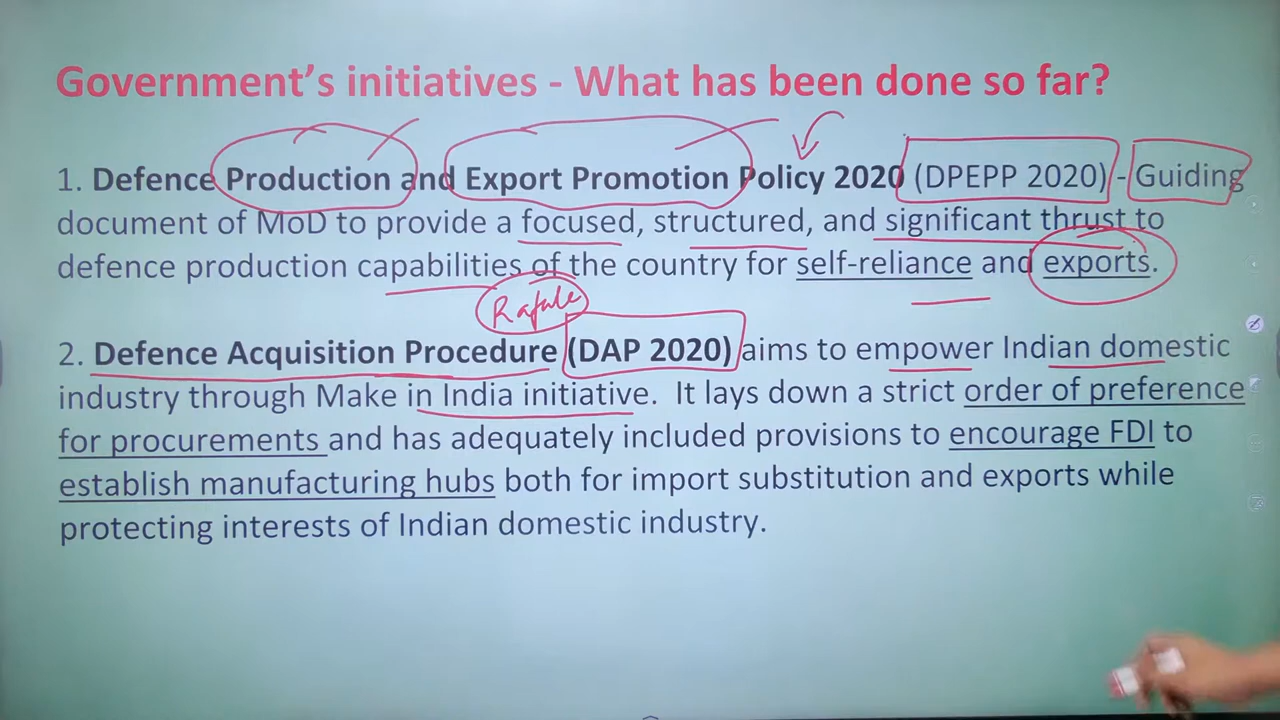 Government's initiatives - What has been done so far?
1. Defence Production and Export Promotion Policy 2020 (DPEPP 2020) - Guiding
document of MoD to provide a focused, structured, and significant thrust to
defence production capabilities of the country for self-reliance and exports.
Rafale
2. Defence Acquisition Procedure (DAP 2020) aims to empower Indian domestic
industry through Make in India initiative. It lays down a strict order of preference
for procurements and has adequately included provisions to encourage FDI to
establish manufacturing hubs both for import substitution and exports while
protecting interests of Indian domestic industry.